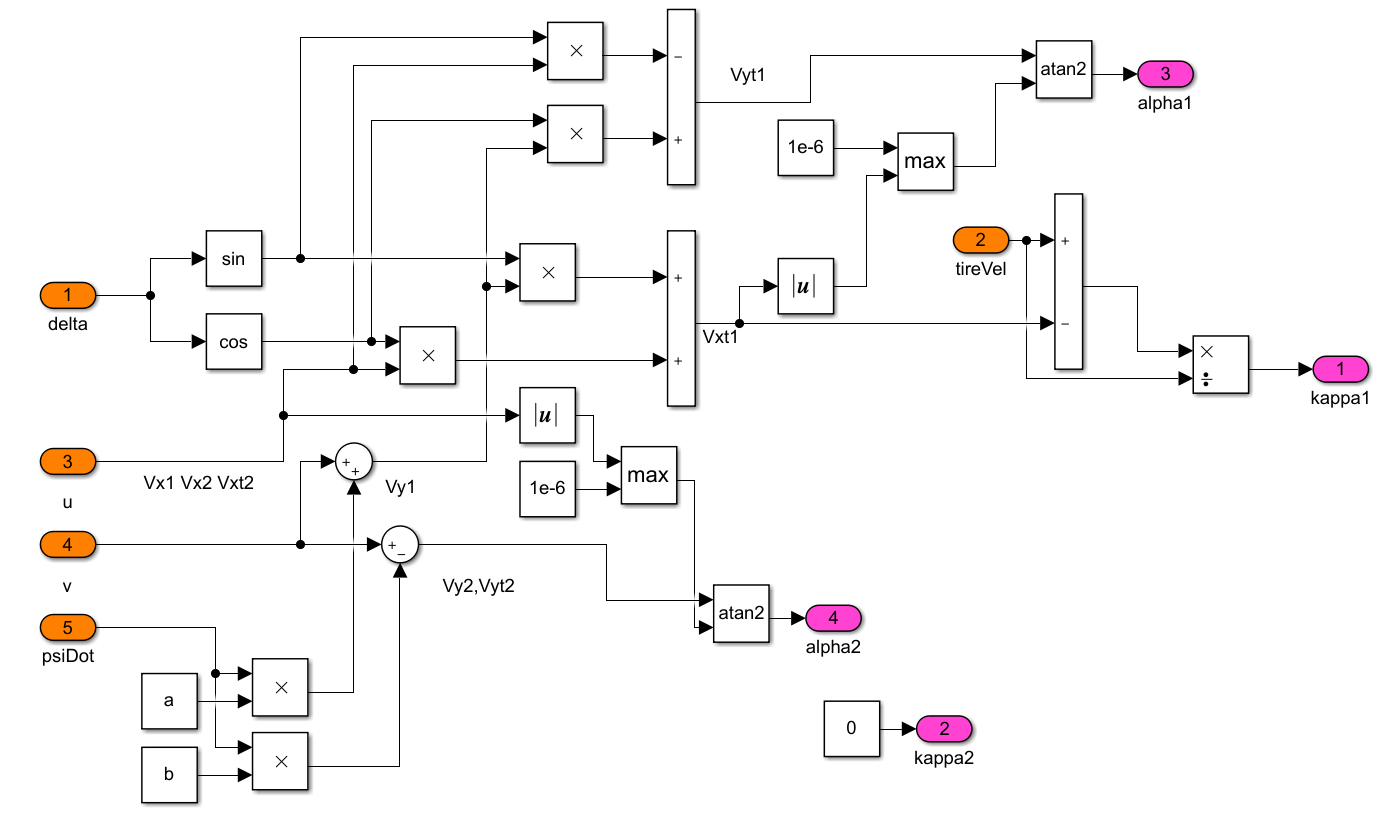 ×
−
Vyt1
atan2
3
alpha1
×
+
1e-6
max
sin
×
+
|u|
2
tireVel
+
1
delta
cos
×
+
Vxt1
−
×
÷
1
kappa1
|u|
3
u
Vx1 Vx2 Vxt2
+
+
Vy1
1e-6
max
4
v
+
−
Vy2,Vyt2
5
psiDot
atan2
4
alpha2
a
×
b
×
0
2
kappa2